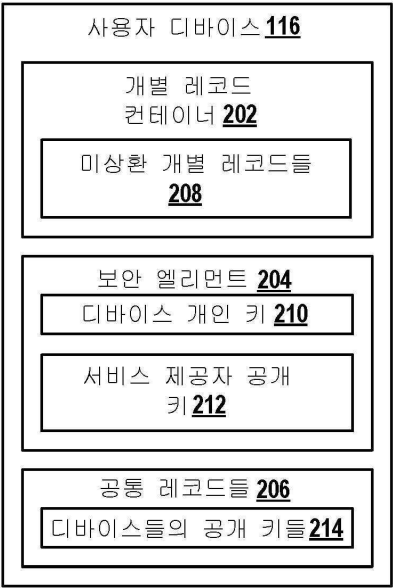 사용자 디바이스 116
개별 레코드
컨테이너 202
미상환 개별 레코드들
208
보안 엘리먼트 204
디바이스 개인 키 210
서비스 제공자 공개
키 212
공통 레코드들 206
디바이스들의 공개 키들 214